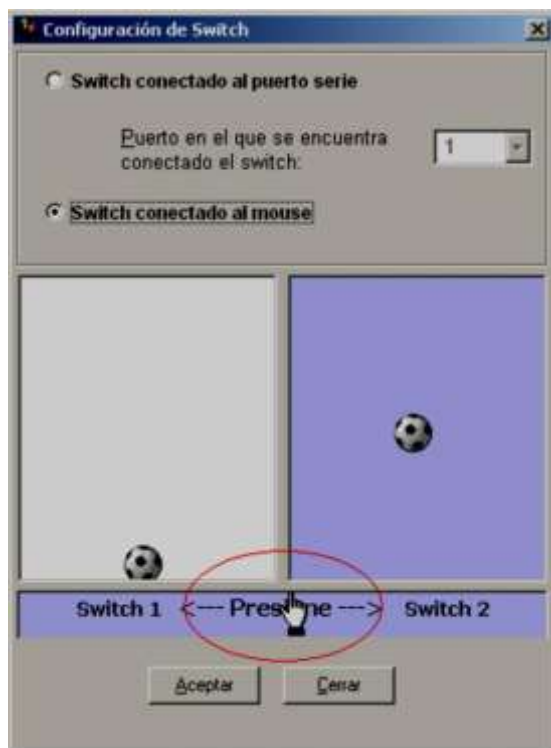 Configuración de Switch
Switch conectado al puerto serie
Puerto en el que se encuentra
conectado el switch:
1
Switch conectado al mouse
Switch 1 <--- Presione ---> Switch 2
Aceptar
Cerrar